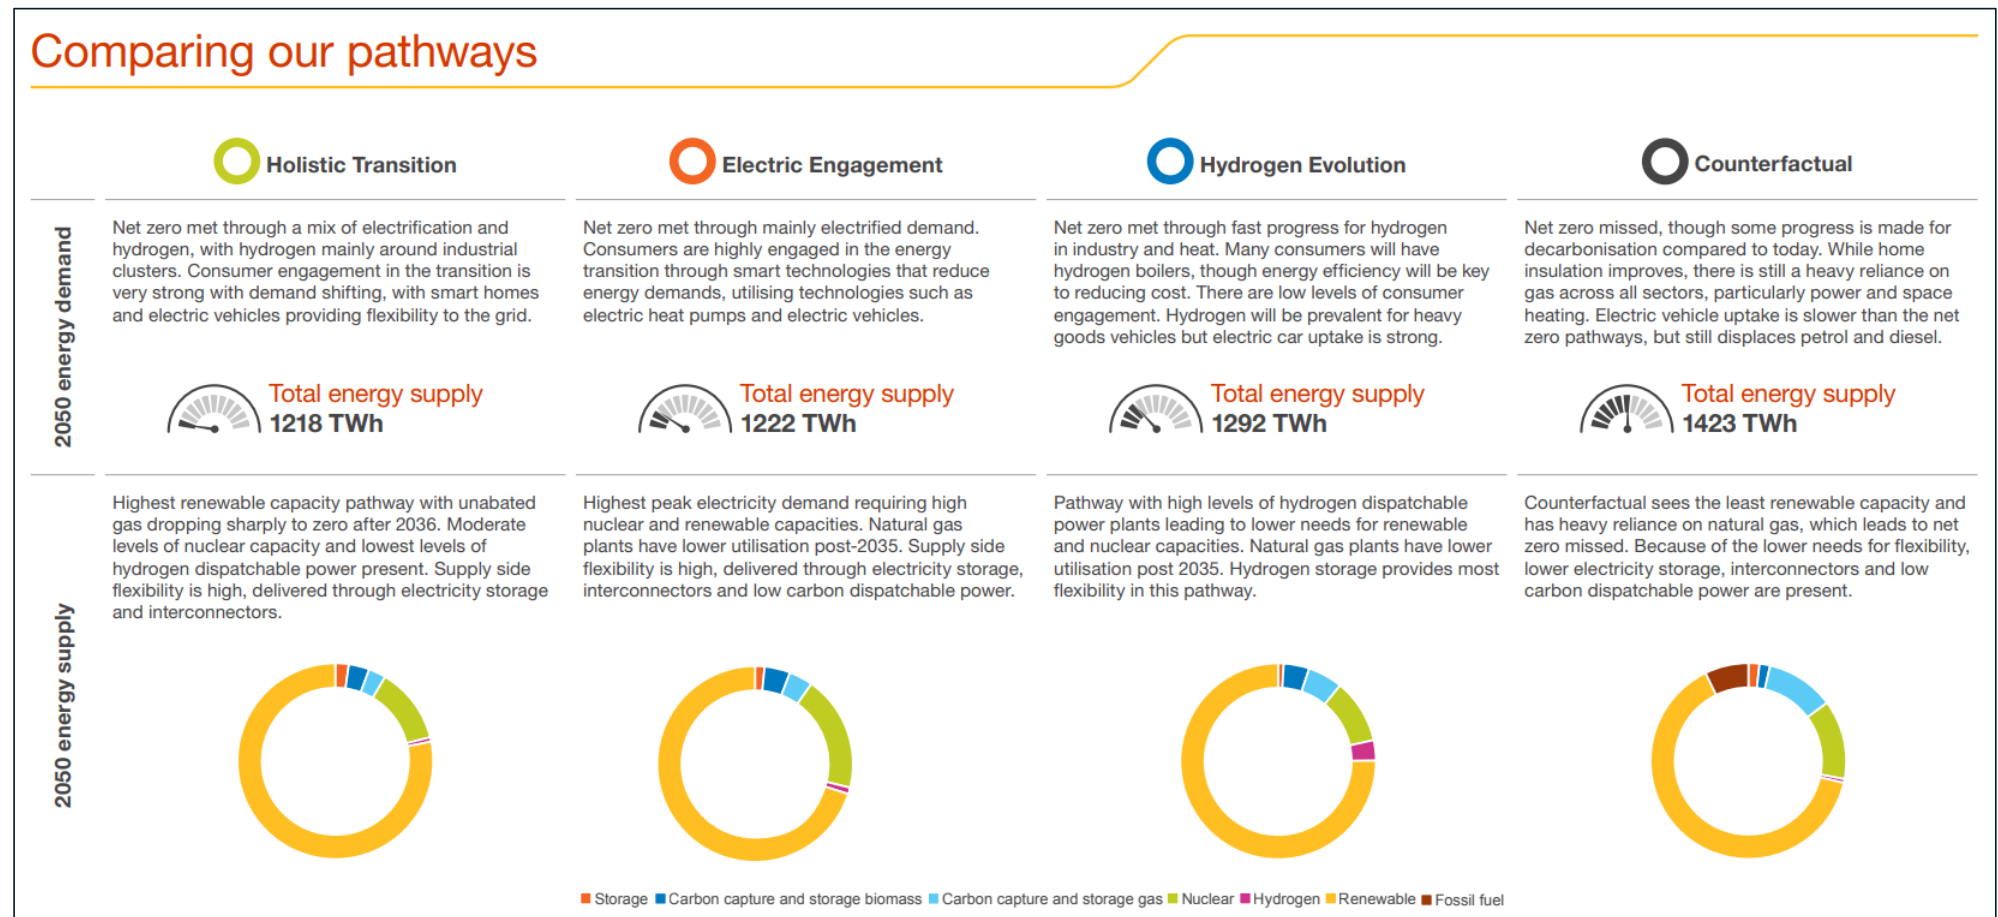 Comparing our pathways
Holistic Transition
Electric Engagement
Hydrogen Evolution
Counterfactual
2050 energy demand
Net zero met through a mix of electrification and
hydrogen, with hydrogen mainly around industrial
clusters. Consumer engagement in the transition is
very strong with demand shifting, with smart homes
and electric vehicles providing flexibility to the grid.
Total energy supply
1218 TWh
Net zero met through mainly electrified demand.
Consumers are highly engaged in the energy
transition through smart technologies that reduce
energy demands, utilising technologies such as
electric heat pumps and electric vehicles.
Total energy supply
1222 TWh
Net zero met through fast progress for hydrogen
in industry and heat. Many consumers will have
hydrogen boilers, though energy efficiency will be key
to reducing cost. There are low levels of consumer
engagement. Hydrogen will be prevalent for heavy
goods vehicles but electric car uptake is strong.
Total energy supply
1292 TWh
Net zero missed, though some progress is made for
decarbonisation compared to today. While home
insulation improves, there is still a heavy reliance on
gas across all sectors, particularly power and space
heating. Electric vehicle uptake is slower than the net
zero pathways, but still displaces petrol and diesel.
Total energy supply
1423 TWh
2050 energy supply
Highest renewable capacity pathway with unabated
gas dropping sharply to zero after 2036. Moderate
levels of nuclear capacity and lowest levels of
hydrogen dispatchable power present. Supply side
flexibility is high, delivered through electricity storage
and interconnectors.
Highest peak electricity demand requiring high
nuclear and renewable capacities. Natural gas
plants have lower utilisation post-2035. Supply side
flexibility is high, delivered through electricity storage,
interconnectors and low carbon dispatchable power.
Pathway with high levels of hydrogen dispatchable
power plants leading to lower needs for renewable
and nuclear capacities. Natural gas plants have lower
utilisation post 2035. Hydrogen storage provides most
flexibility in this pathway.
Counterfactual sees the least renewable capacity and
has heavy reliance on natural gas, which leads to net
zero missed. Because of the lower needs for flexibility,
lower electricity storage, interconnectors and low
carbon dispatchable power are present.
Storage Carbon capture and storage biomass Carbon capture and storage gas Nuclear Hydrogen Renewable Fossil fuel